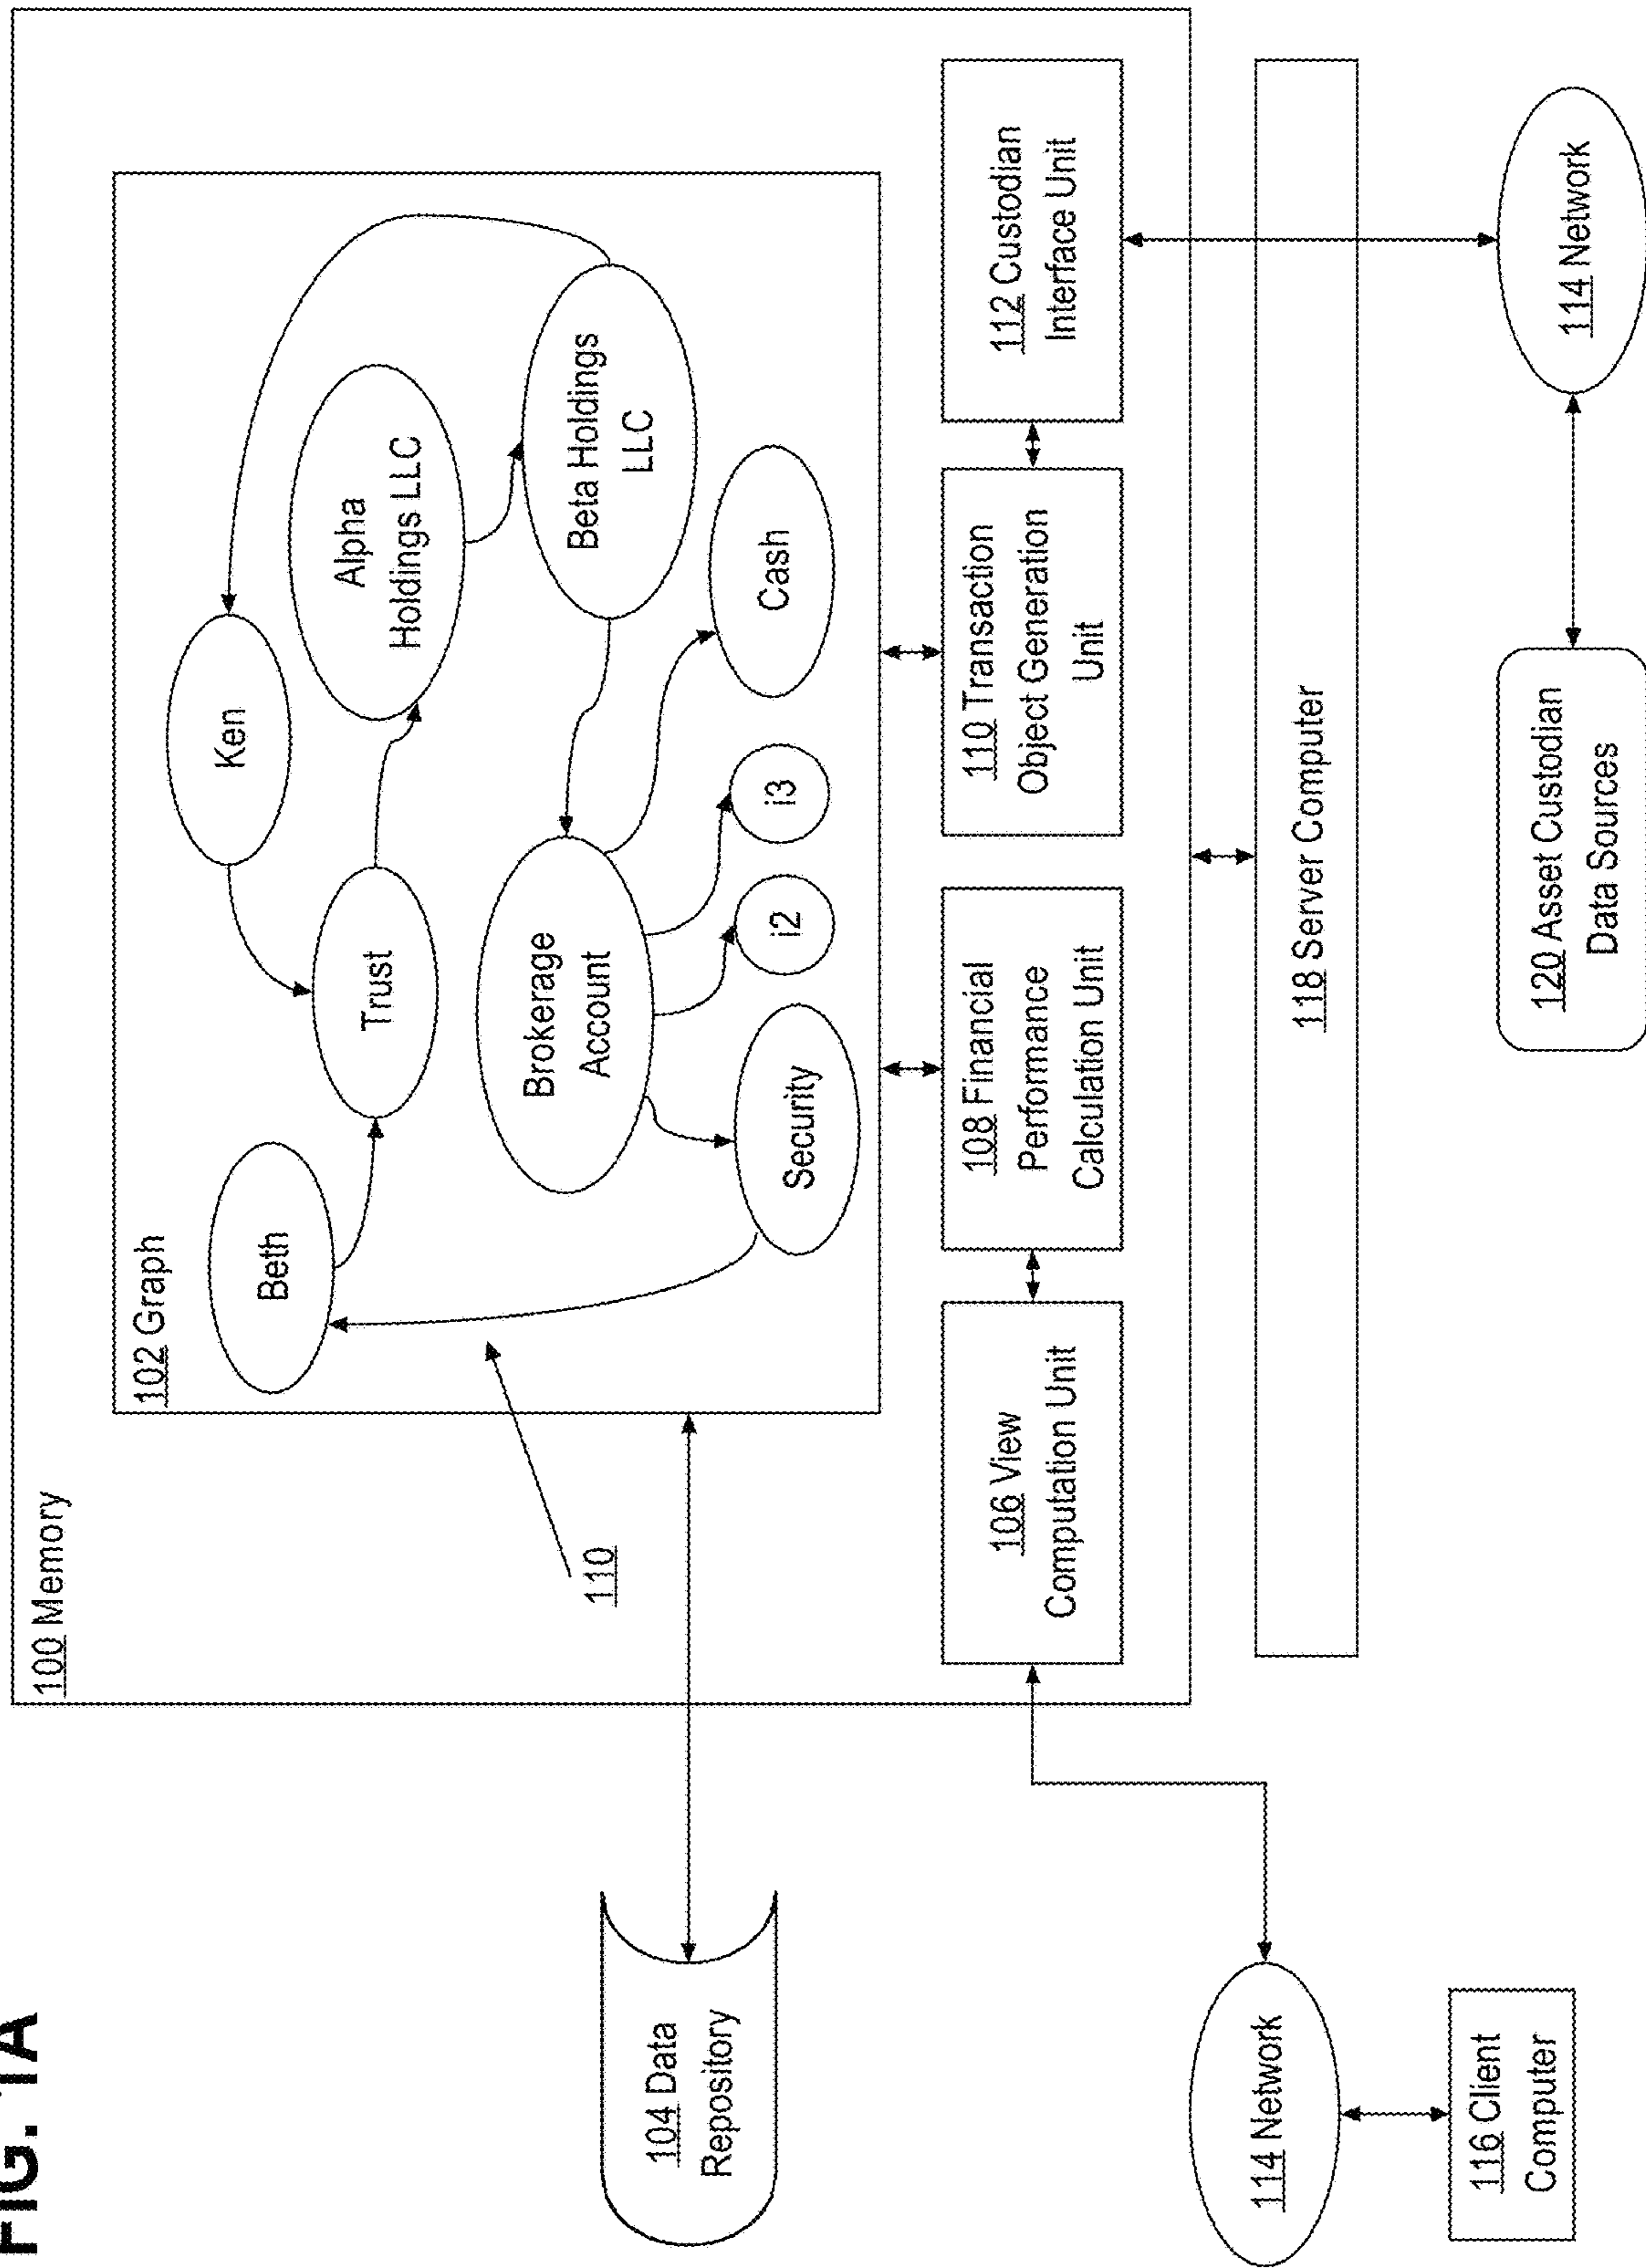 FIG. 1A
100 Memory
102 Graph
Beth
Ken
Trust
Alpha
Holdings LLC
Beta Holdings
LLC
Brokerage
Account
Security
i2
i3
Cash
110
104 Data
Repository
106 View
Computation Unit
108 Financial
Performance
Calculation Unit
110 Transaction
Object Generation
Unit
112 Custodian
Interface Unit
118 Server Computer
114 Network
116 Client
Computer
120 Asset Custodian
Data Sources
114 Network